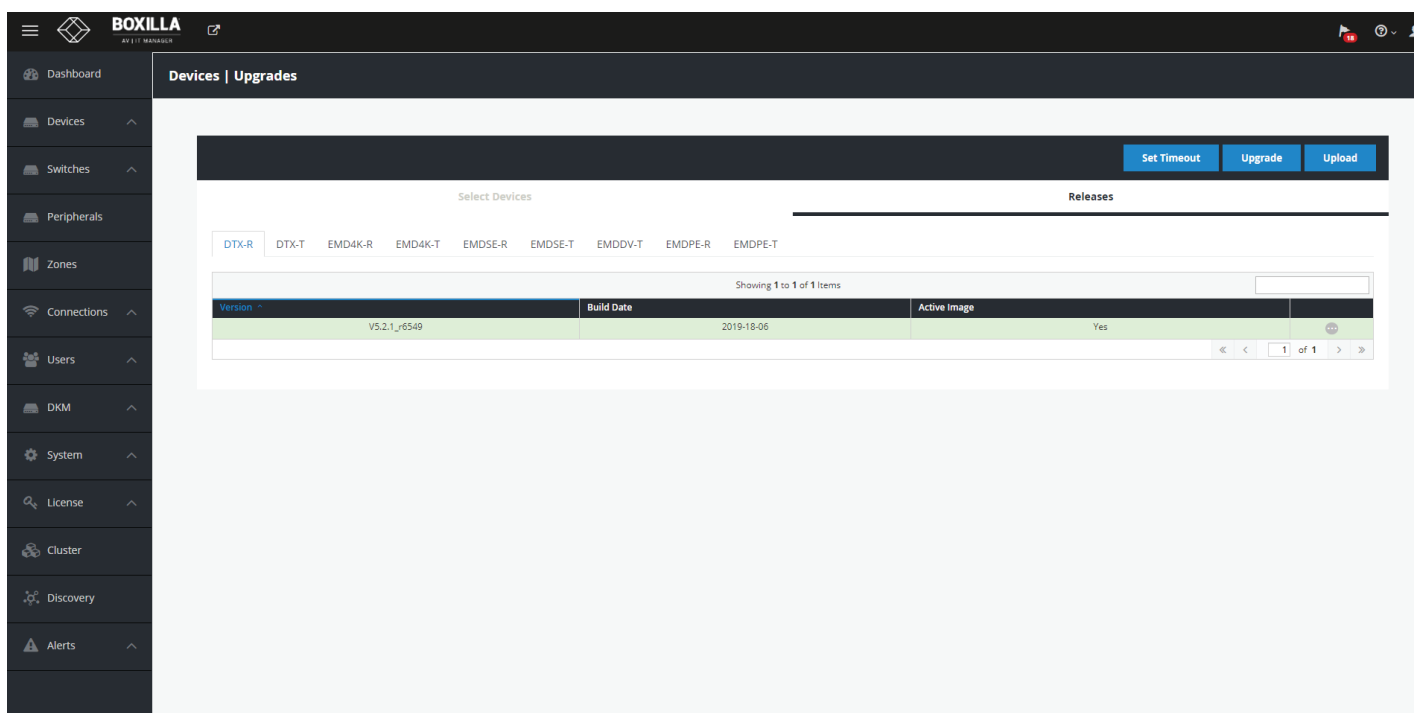 BOXILLA
AV | IT MANAGER
18
Dashboard
Devices
Switches
Peripherals
Zones
Connections
Users
DKM
System
License
Cluster
Discovery
Alerts
Devices | Upgrades
Set Timeout Upgrade Upload
Select Devices Releases
DTX-R DTX-T EMD4K-R EMD4K-T EMDSE-R EMDSE-T EMDDV-T EMDPE-R EMDPE-T
Showing 1 to 1 of 1 Items
Version Build Date Active Image
V5.2.1_r6549 2019-18-06 Yes
1 of 1